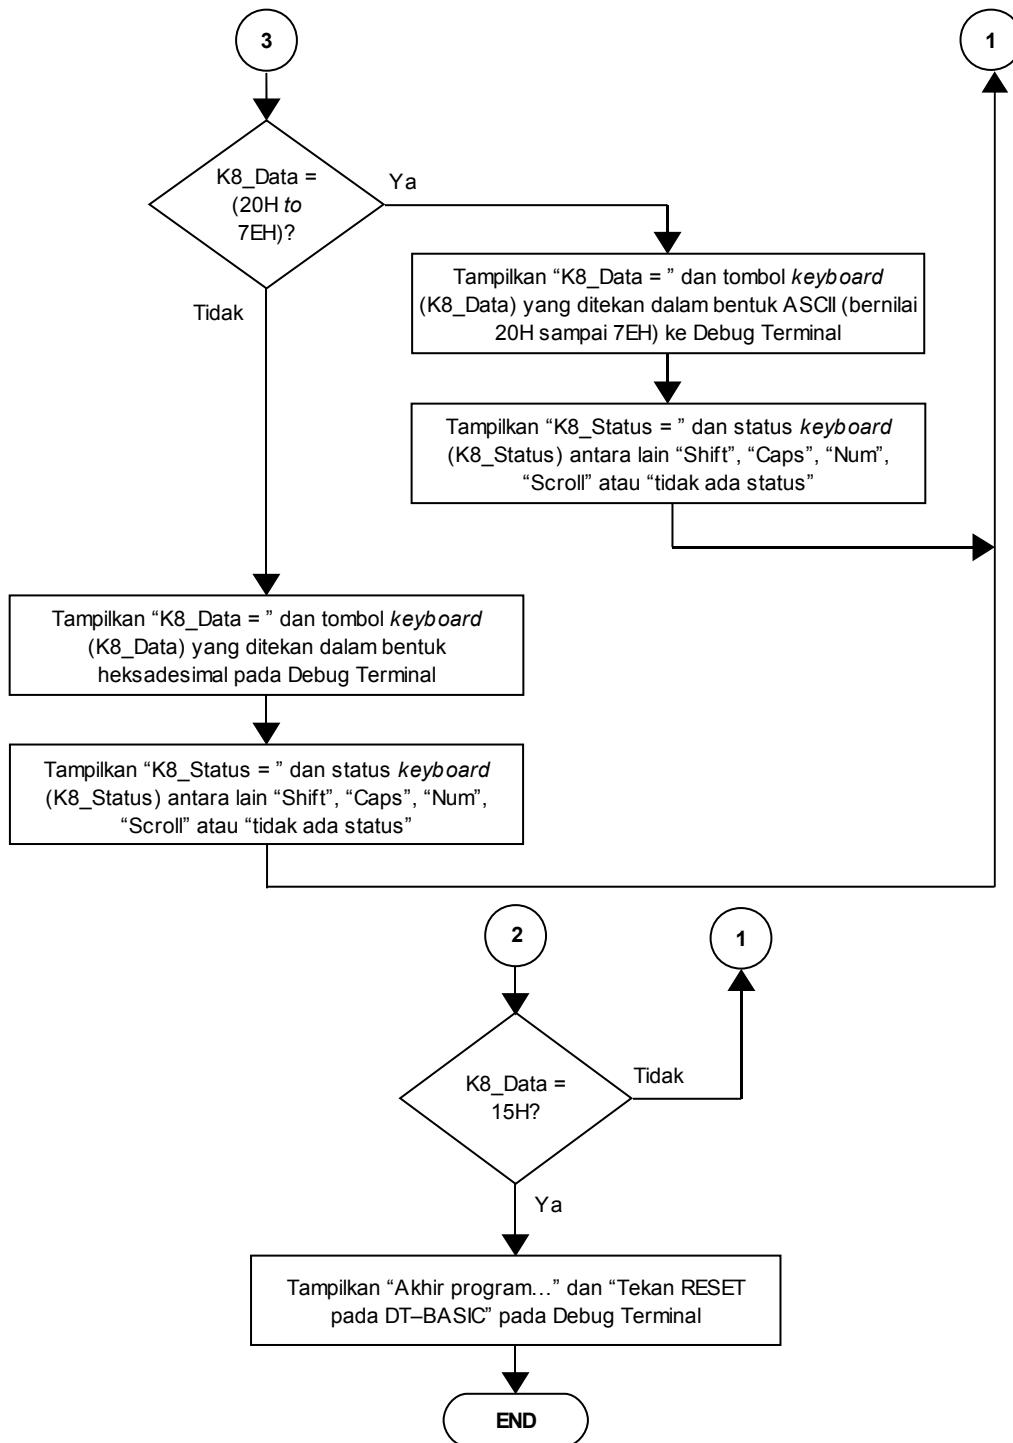 3
1
K8_Data =
(20H to
7EH)?
Ya
Tampilkan “K8_Data = ” dan tombol keyboard
(K8_Data) yang ditekan dalam bentuk ASCII (bernilai
20H sampai 7EH) ke Debug Terminal
Tidak
Tampilkan “K8_Status = ” dan status keyboard
(K8_Status) antara lain “Shift”, “Caps”, “Num”,
“Scroll” atau “tidak ada status”
Tampilkan “K8_Data = ” dan tombol keyboard
(K8_Data) yang ditekan dalam bentuk
heksadesimal pada Debug Terminal
Tampilkan “K8_Status = ” dan status keyboard
(K8_Status) antara lain “Shift”, “Caps”, “Num”,
“Scroll” atau “tidak ada status”
2
1
K8_Data =
15H?
Tidak
Ya
Tampilkan “Akhir program…” dan “Tekan RESET
pada DT–BASIC” pada Debug Terminal
END